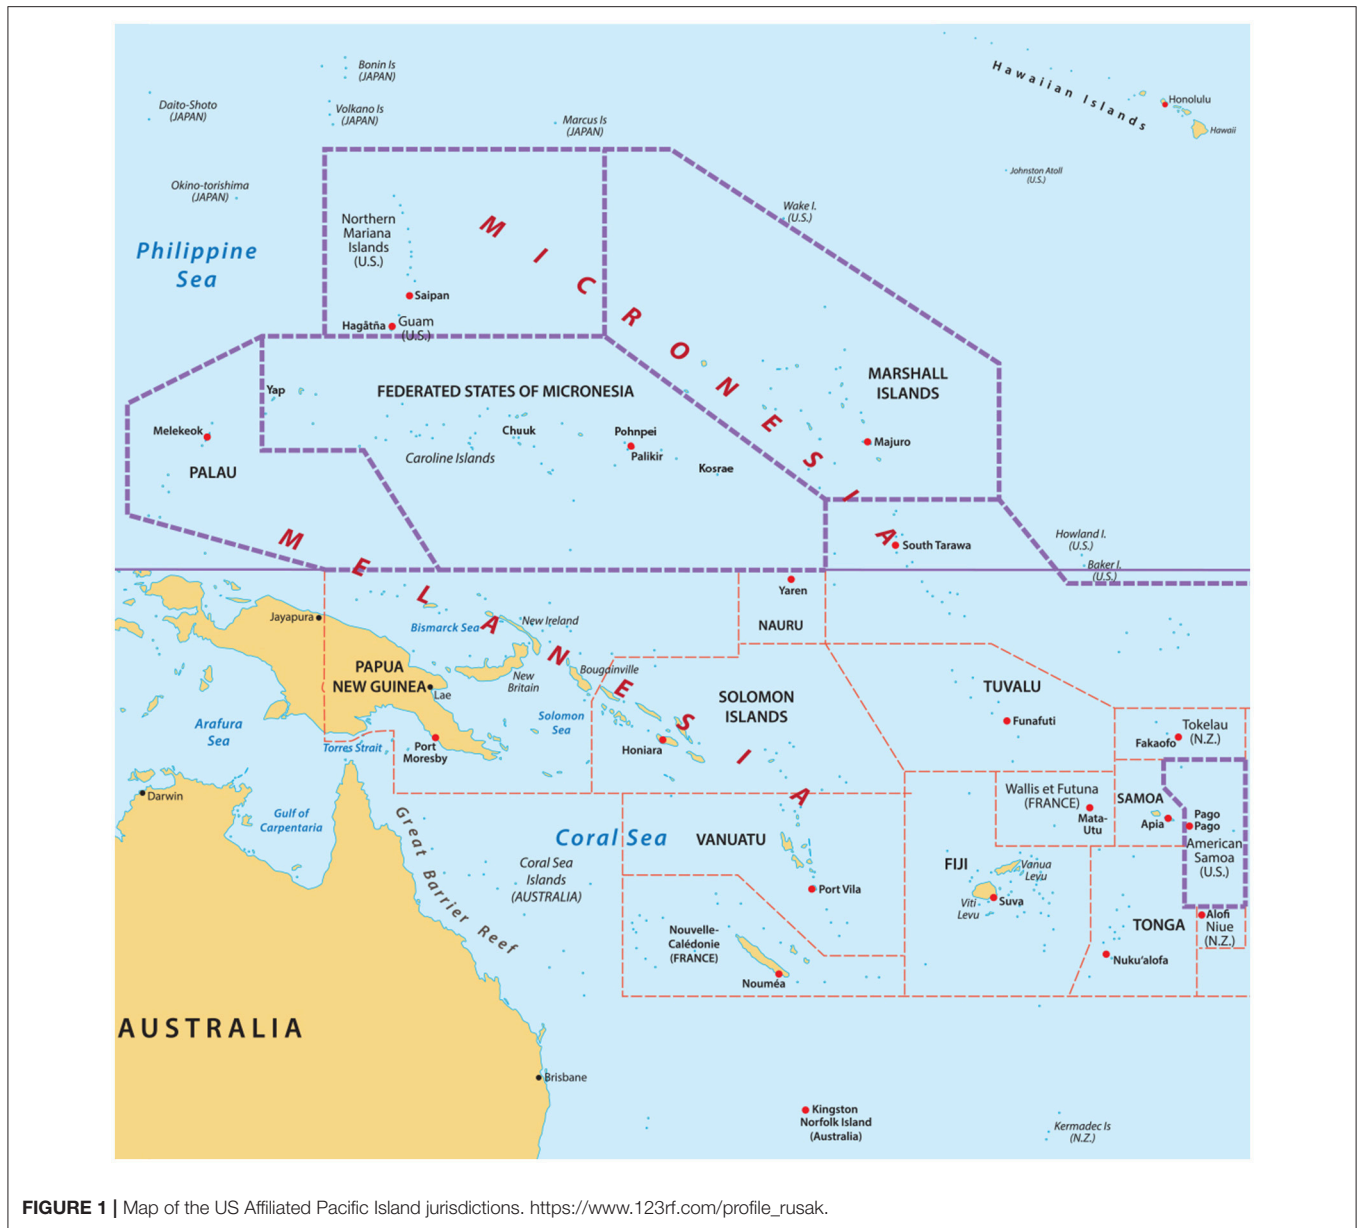 Bonin Is
(JAPAN)
Daito-Shoto
(JAPAN)
Volkano Is
(JAPAN)
Marcus Is
(JAPAN)
Hawaiian Islands
Honolulu
Hawaii
Okino-torishima
(JAPAN)
Johnston Atoll
(U.S.)
Wake I.
(U.S.)
Northern
Mariana
Islands
(U.S.)
Philippine
Sea
MICRONESIA
Saipan
Hagåtña
Guam
(U.S.)
Yap
FEDERATED STATES OF MICRONESIA
MARSHALL
ISLANDS
Melekeok
Chuuk
Pohnpei
Palikir
Majuro
Caroline Islands
Kosrae
PALAU
MELANESIA
South Tarawa
Howland I.
(U.S.)
Baker I.
(U.S.)
Yaren
NAURU
Jayapura
Bismarck Sea
New Ireland
PAPUA
NEW GUINEA
Lae
New
Britain
Bougainville
SOLOMON
ISLANDS
TUVALU
Funafuti
Arafura
Sea
Torres Strait
Port
Moresby
Solomon
Sea
Honiara
Tokelau
(N.Z.)
Fakaofo
Darwin
Gulf of
Carpentaria
Great Barrier Reef
Coral Sea
Coral Sea
Islands
(AUSTRALIA)
VANUATU
Port Vila
Wallis et Futuna
(FRANCE)
Mata-
Utu
SAMOA
Apia
Pago
Pago
American
Samoa
(U.S.)
FIJI
Vanua
Levu
Viti
Levu
Suva
Nouvelle-
Calédonie
(FRANCE)
Nouméa
TONGA
Nuku'alofa
Alofi
Niue
(N.Z.)
AUSTRALIA
Brisbane
Kingston
Norfolk Island
(Australia)
Kermadec Is
(N.Z.)
FIGURE 1 | Map of the US Affiliated Pacific Island jurisdictions. https://www.123rf.com/profile_rusak.